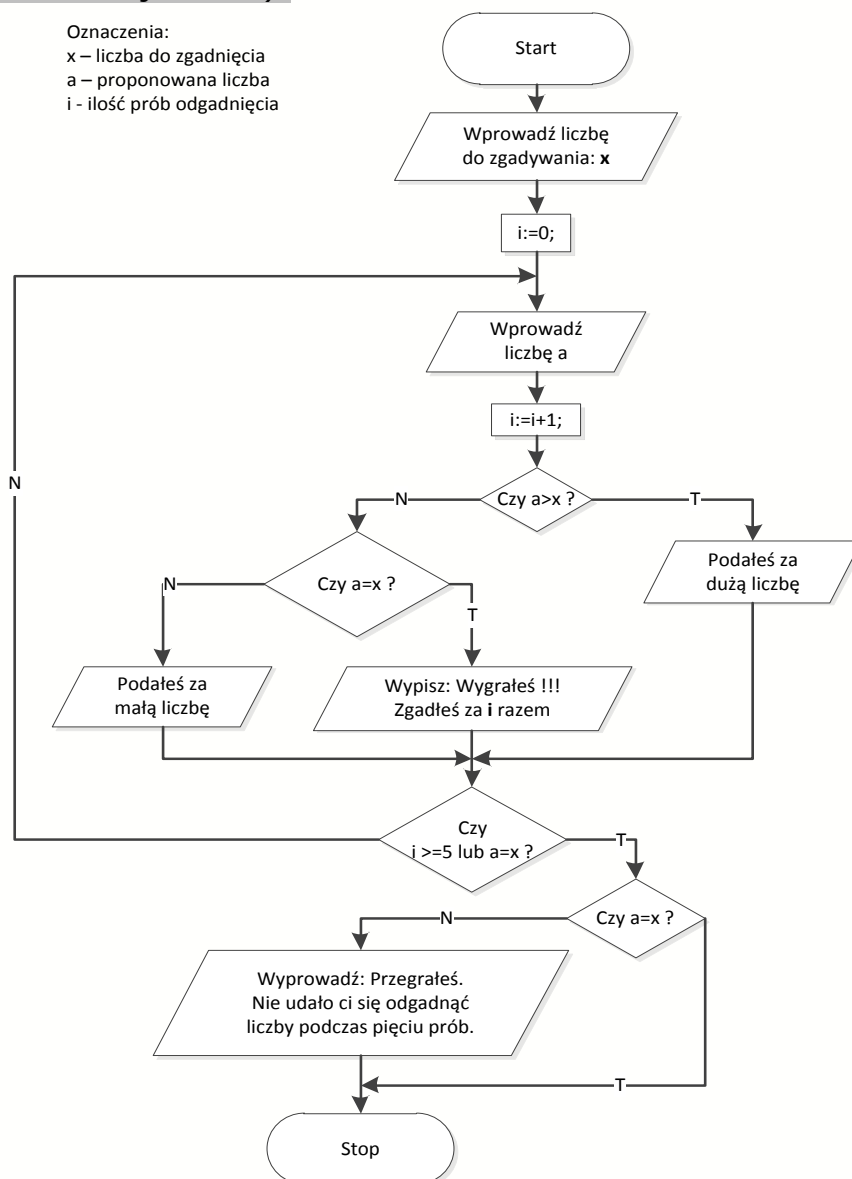 Oznaczenia:
x – liczba do zgadnięcia
a – proponowana liczba
i - ilość prób odgadnięcia
Start
Wprowadź liczbę
do zgadywania: x
i:=0;
Wprowadź
liczbę a
i:=i+1;
N
Czy a>x ?
N
T
Podałeś za
dużą liczbę
Czy a=x ?
N
T
Podałeś za
małą liczbę
Wypisz: Wygrałeś !!!
Zgadłeś za i razem
Czy
i >=5 lub a=x ?
T
Czy a=x ?
N
Wyprowadź: Przegrałeś.
Nie udało ci się odgadnąć
liczby podczas pięciu prób.
T
Stop